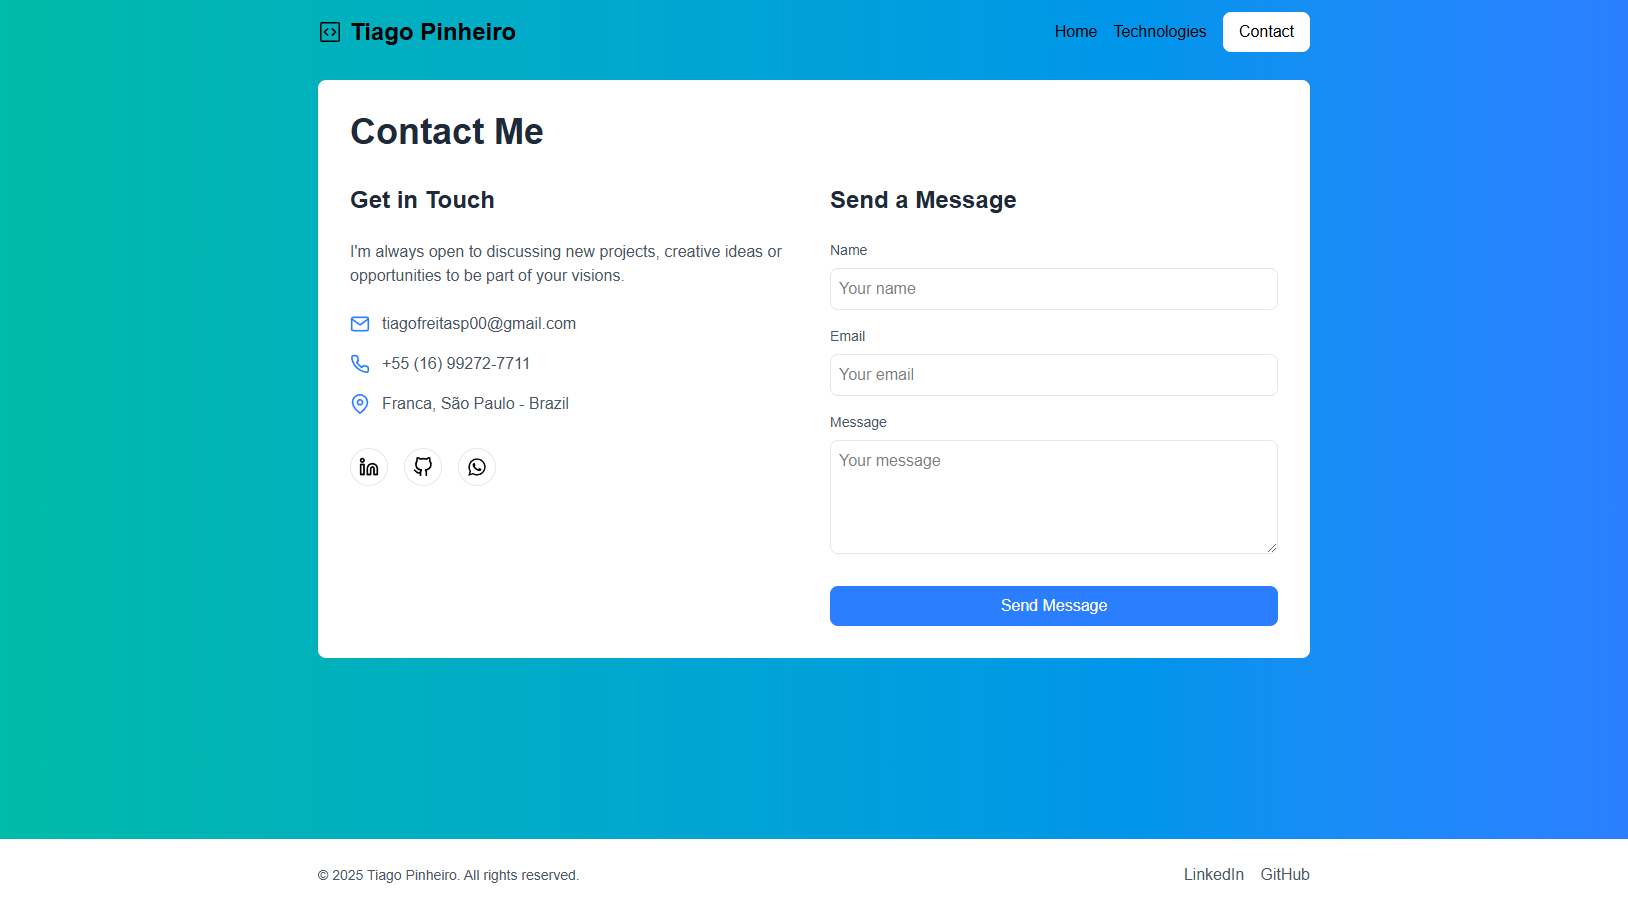 Tiago Pinheiro
Home Technologies Contact
Contact Me
Get in Touch
I'm always open to discussing new projects, creative ideas or
opportunities to be part of your visions.
tiagofreitasp00@gmail.com
+55 (16) 99272-7711
Franca, São Paulo - Brazil
Send a Message
Name
Your name
Email
Your email
Message
Your message
Send Message
© 2025 Tiago Pinheiro. All rights reserved.
LinkedIn GitHub